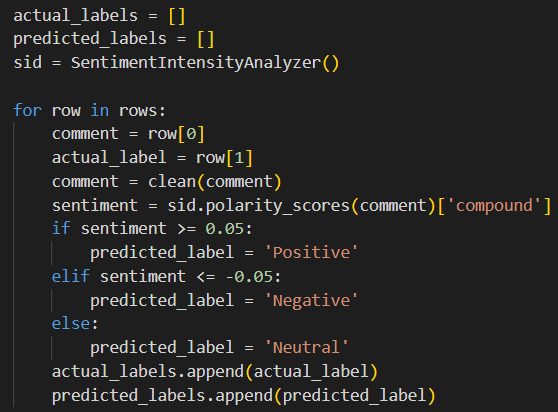 actual_labels = []
predicted_labels = []
sid = SentimentIntensityAnalyzer()

for row in rows:
    comment = row[0]
    actual_label = row[1]
    comment = clean(comment)
    sentiment = sid.polarity_scores(comment)['compound']
    if sentiment >= 0.05:
        predicted_label = 'Positive'
    elif sentiment <= -0.05:
        predicted_label = 'Negative'
    else:
        predicted_label = 'Neutral'
    actual_labels.append(actual_label)
    predicted_labels.append(predicted_label)